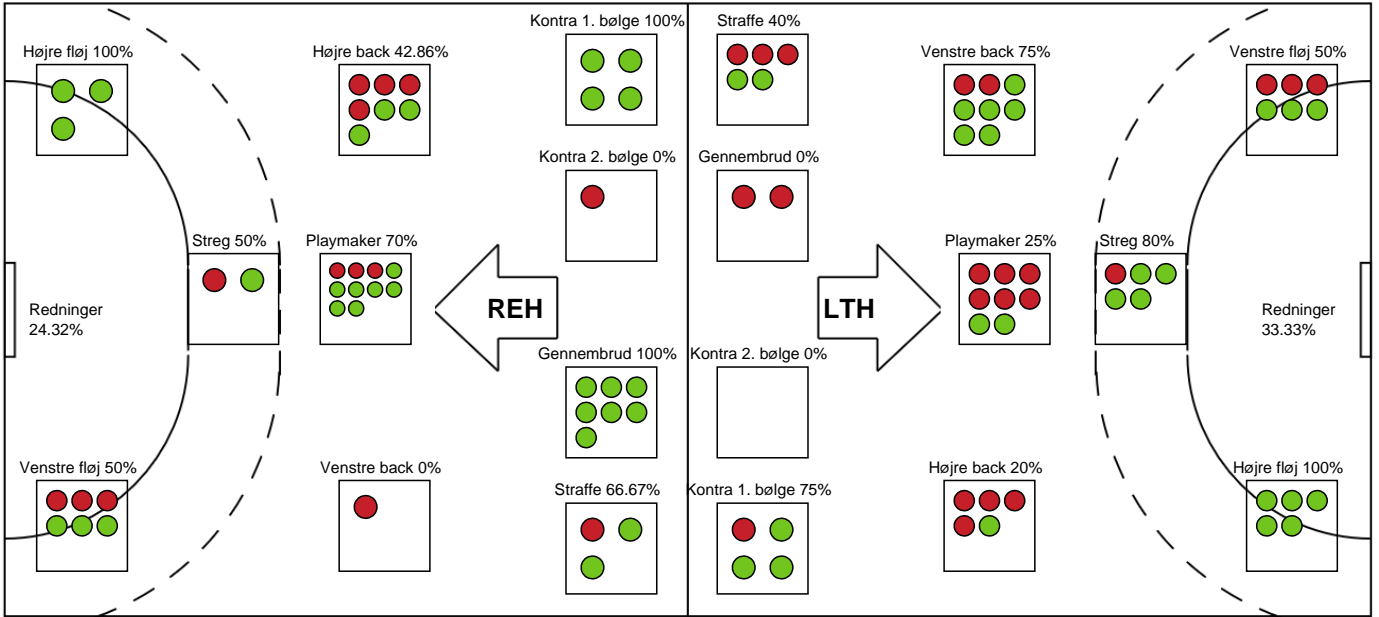 Kontra 1. bølge 100%
Straffe 40%
Højre fløj 100%
Højre back 42.86%
Venstre back 75%
Venstre fløj 50%
Kontra 2. bølge 0%
Gennembrud 0%
Streg 50%
Playmaker 70%
Playmaker 25%
Streg 80%
Redninger
24.32%
REH
LTH
Redninger
33.33%
Gennembrud 100%
Kontra 2. bølge 0%
Venstre fløj 50%
Venstre back 0%
Straffe 66.67%
Kontra 1. bølge 75%
Højre back 20%
Højre fløj 100%